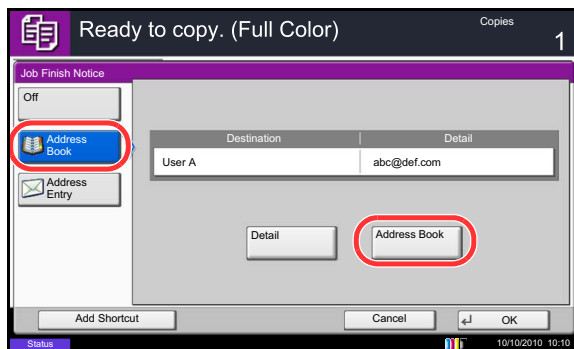 Ready to copy. (Full Color)
Copies
1
Job Finish Notice
Off
Address
Book
Address
Entry
Destination
Detail
User A
abc@def.com
Detail
Address Book
Add Shortcut
Cancel
OK
Status
10/10/2010 10:10